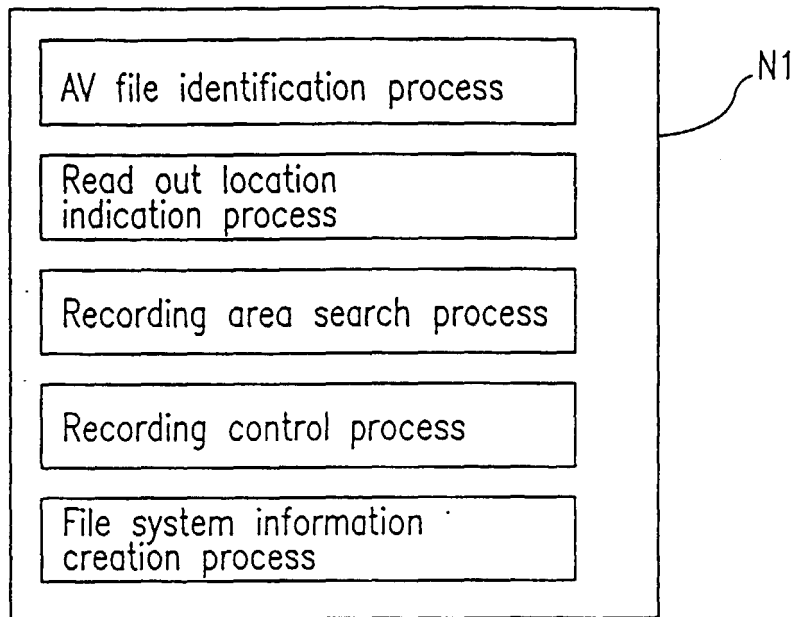 AV file identification process
N1
Read out location
indication process
Recording area search process
Recording control process
File system information
creation process